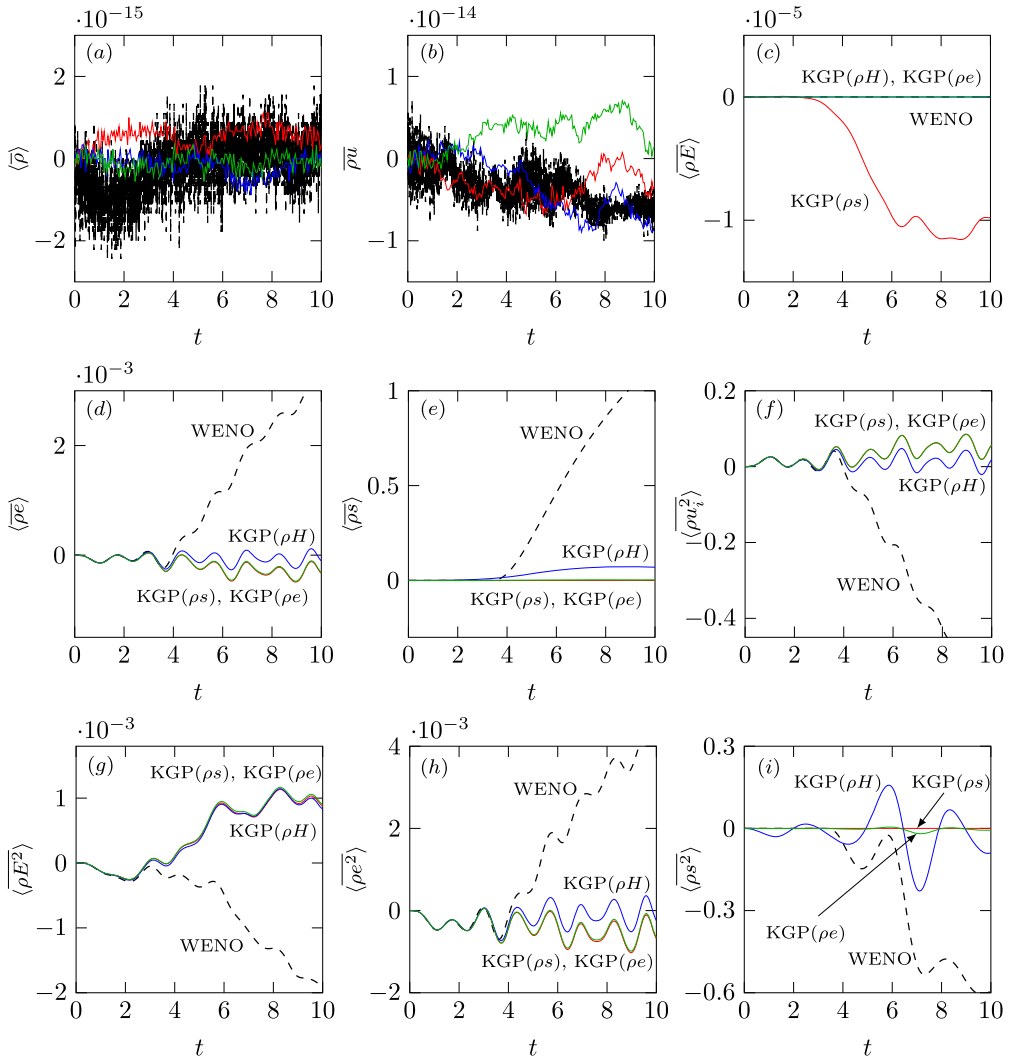 ·10⁻¹⁵
(a)
2
0
−2
⟨ρ̅⟩
0 2 4 6 8 10
t
·10⁻¹⁴
(b)
1
0
−1
ρu
0 2 4 6 8 10
t
·10⁻⁵
(c)
KGP(ρH), KGP(ρe)
0
WENO
KGP(ρs)
−1
⟨ρE⟩
0 2 4 6 8 10
t
·10⁻³
(d)
WENO
2
KGP(ρH)
0
KGP(ρs), KGP(ρe)
⟨ρe⟩
0 2 4 6 8 10
t
1
(e)
WENO
0.5
KGP(ρH)
0
KGP(ρs), KGP(ρe)
⟨ρs⟩
0 2 4 6 8 10
t
0.2
(f)
KGP(ρs), KGP(ρe)
0
KGP(ρH)
−0.2
WENO
−0.4
⟨ρu_i²⟩
0 2 4 6 8 10
t
·10⁻³
(g)
KGP(ρs), KGP(ρe)
1
KGP(ρH)
0
−1
WENO
−2
⟨ρE²⟩
0 2 4 6 8 10
t
·10⁻³
4
(h)
WENO
2
KGP(ρH)
0
KGP(ρs), KGP(ρe)
−2
⟨ρe²⟩
0 2 4 6 8 10
t
0.3
(i)
KGP(ρH)
KGP(ρs)
0
−0.3
KGP(ρe)
WENO
−0.6
⟨ρs²⟩
0 2 4 6 8 10
t